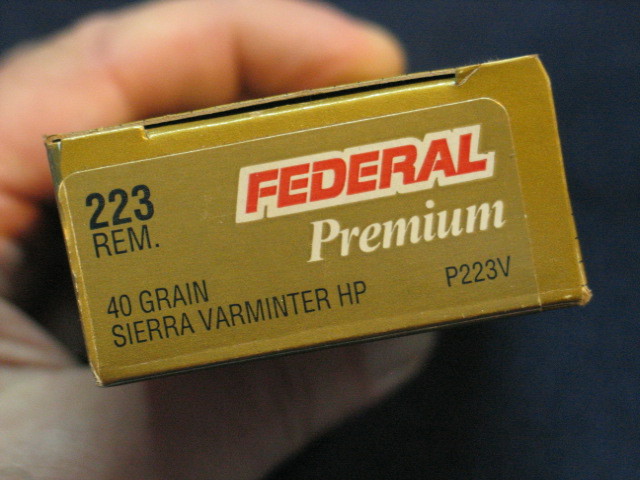 223
REM.
FEDERAL
Premium
40 GRAIN
SIERRA VARMINTER HP
P223V